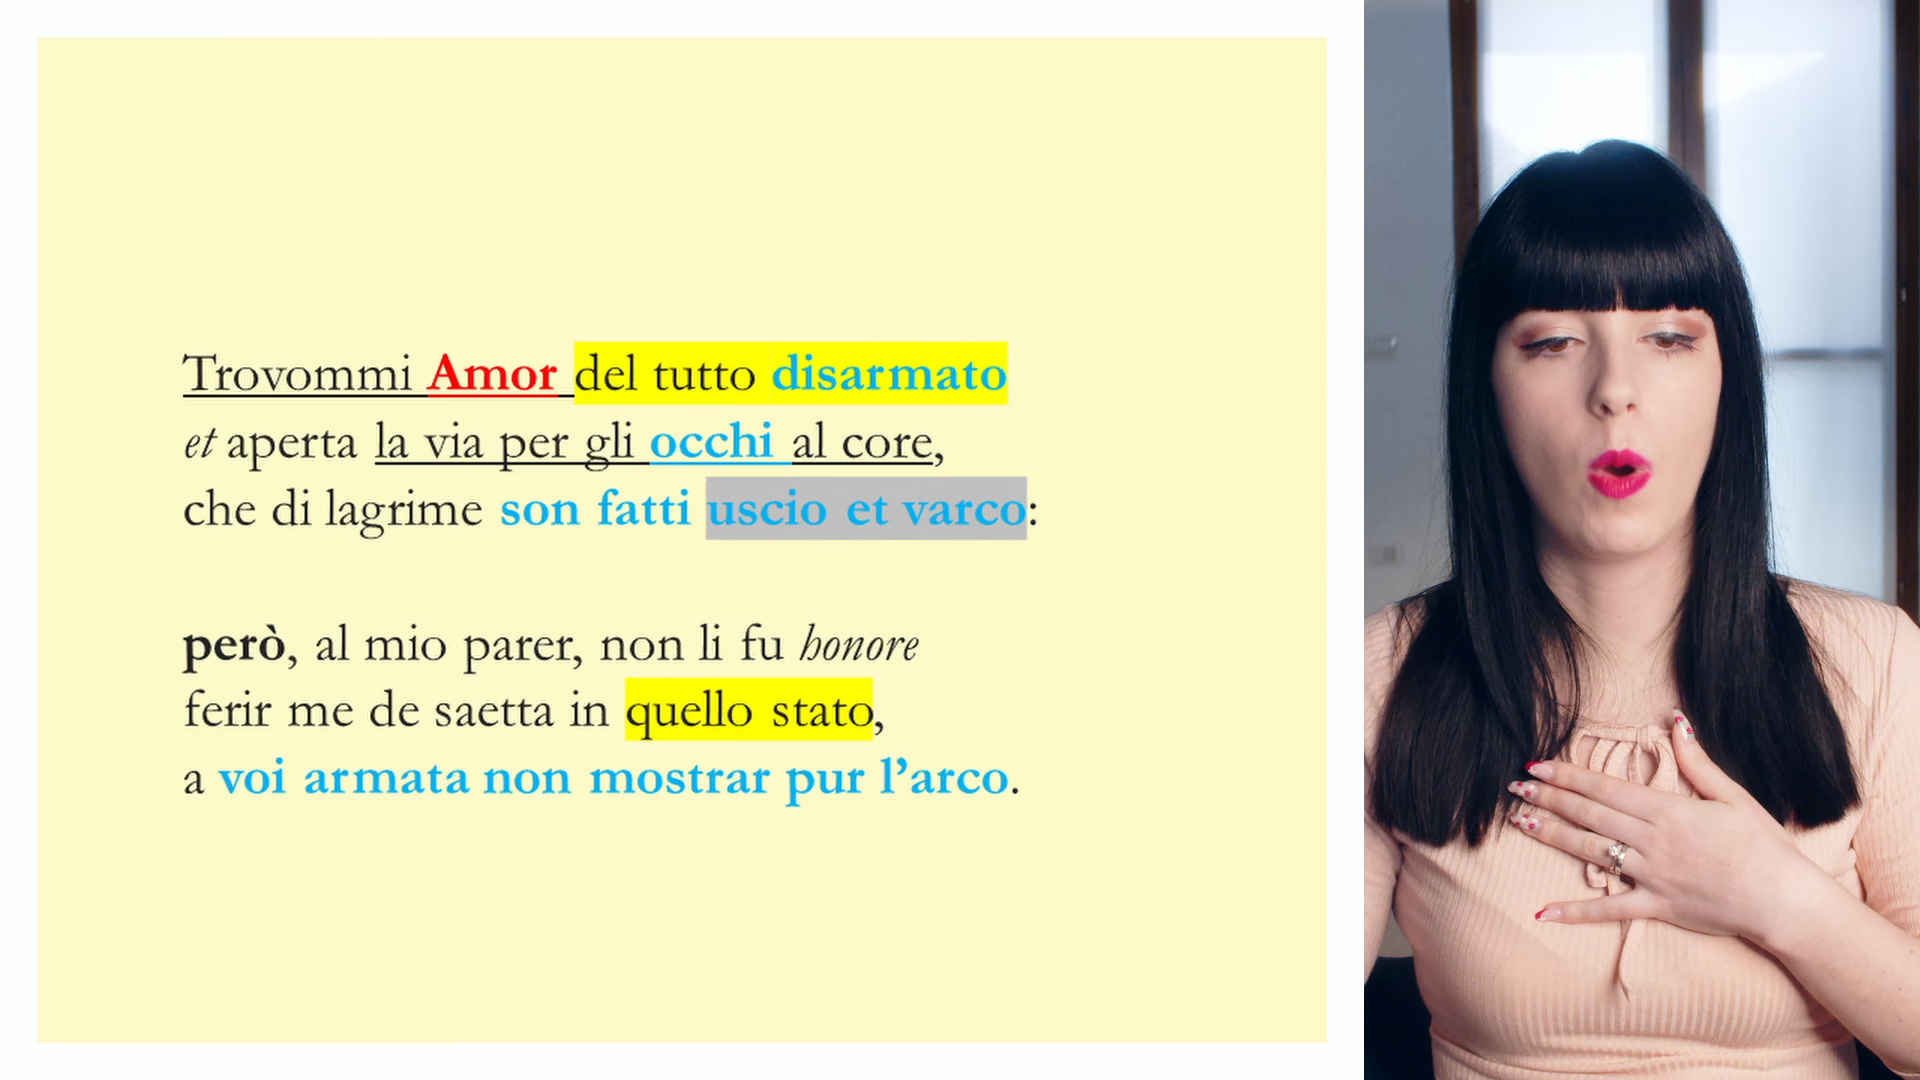 Trovommi Amor del tutto disarmato
et aperta la via per gli occhi al core,
che di lagrime son fatti uscio et varco:
però, al mio parer, non li fu honore
ferir me de saetta in quello stato,
a voi armata non mostrar pur l’arco.